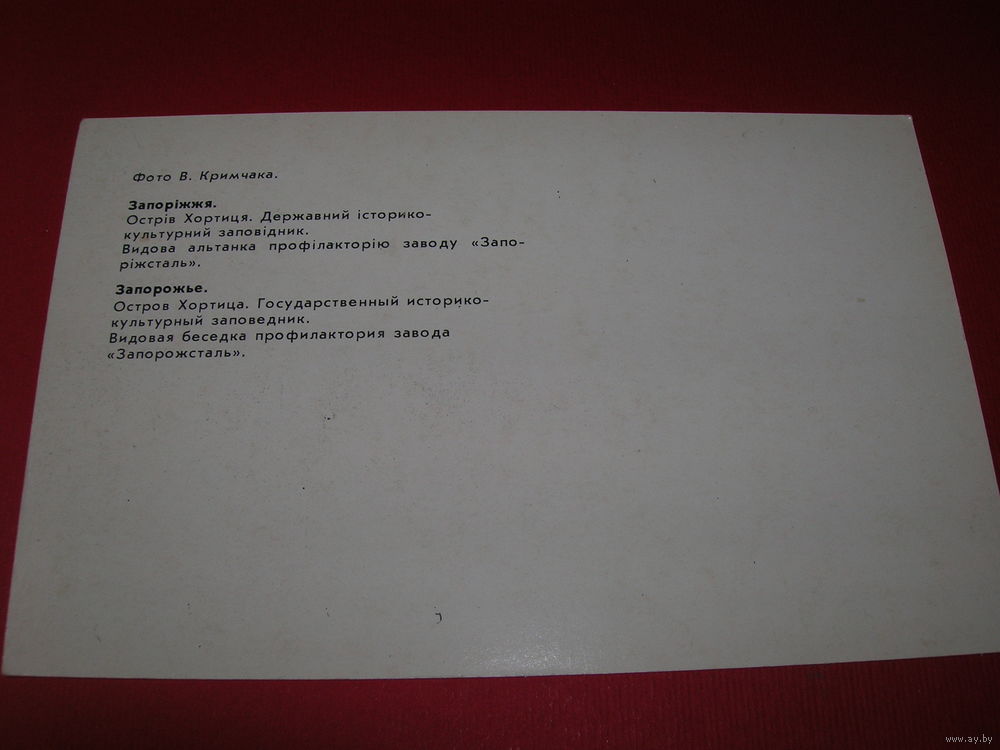 Фото В. Кримчака.
Запоріжжя.
Острів Хортиця. Державний історико-
культурний заповідник.
Видова альтанка профілакторію заводу «Запо-
ріжсталь».
Запорожье.
Остров Хортица. Государственный историко-
культурный заповедник.
Видовая беседка профилактория завода
«Запорожсталь».
www.ay.by